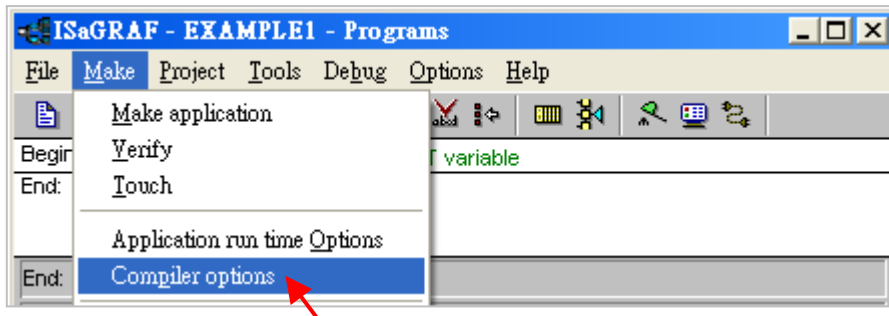 ISaGRAF - EXAMPLE1 - Programs
File Make Project Tools Debug Options Help
Make application
Verify
Touch
Application run time Options
Compiler options
Begin
variable
End:
End: